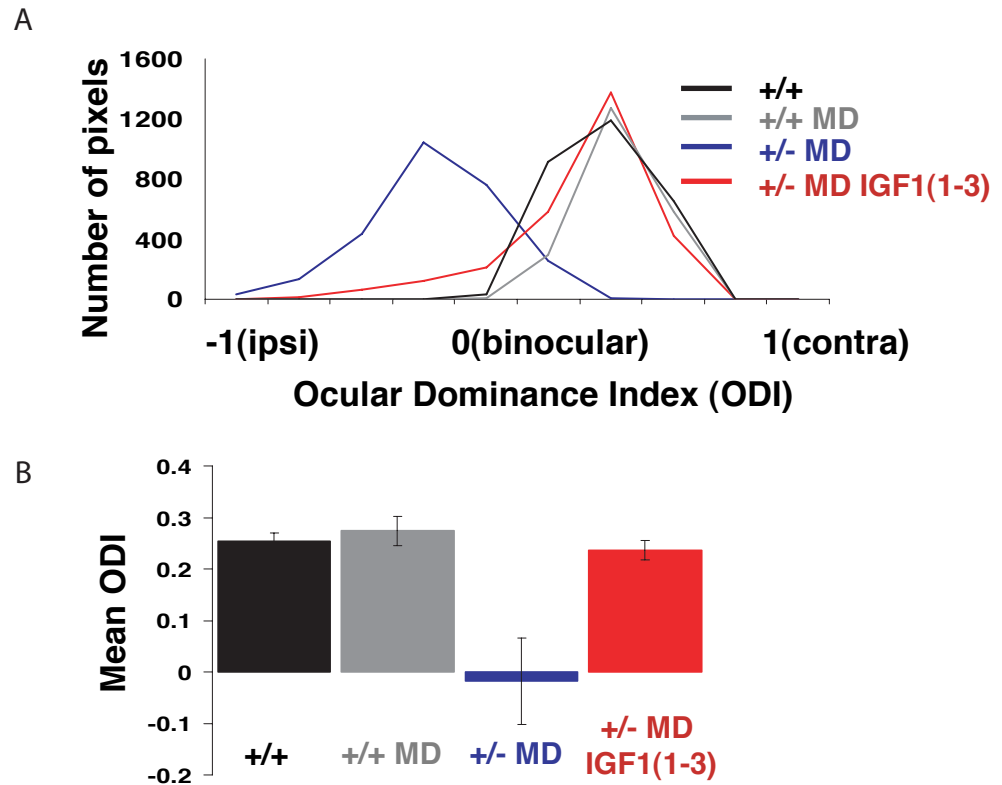 A
Number of pixels
1600
1200
800
400
0
+/+
+/+ MD
+/- MD
+/- MD IGF1(1-3)
-1(ipsi)
0(binocular)
1(contra)
Ocular Dominance Index (ODI)
B
Mean ODI
0.4
0.3
0.2
0.1
0
-0.1
-0.2
+/+
+/+ MD
+/- MD
+/- MD
IGF1(1-3)